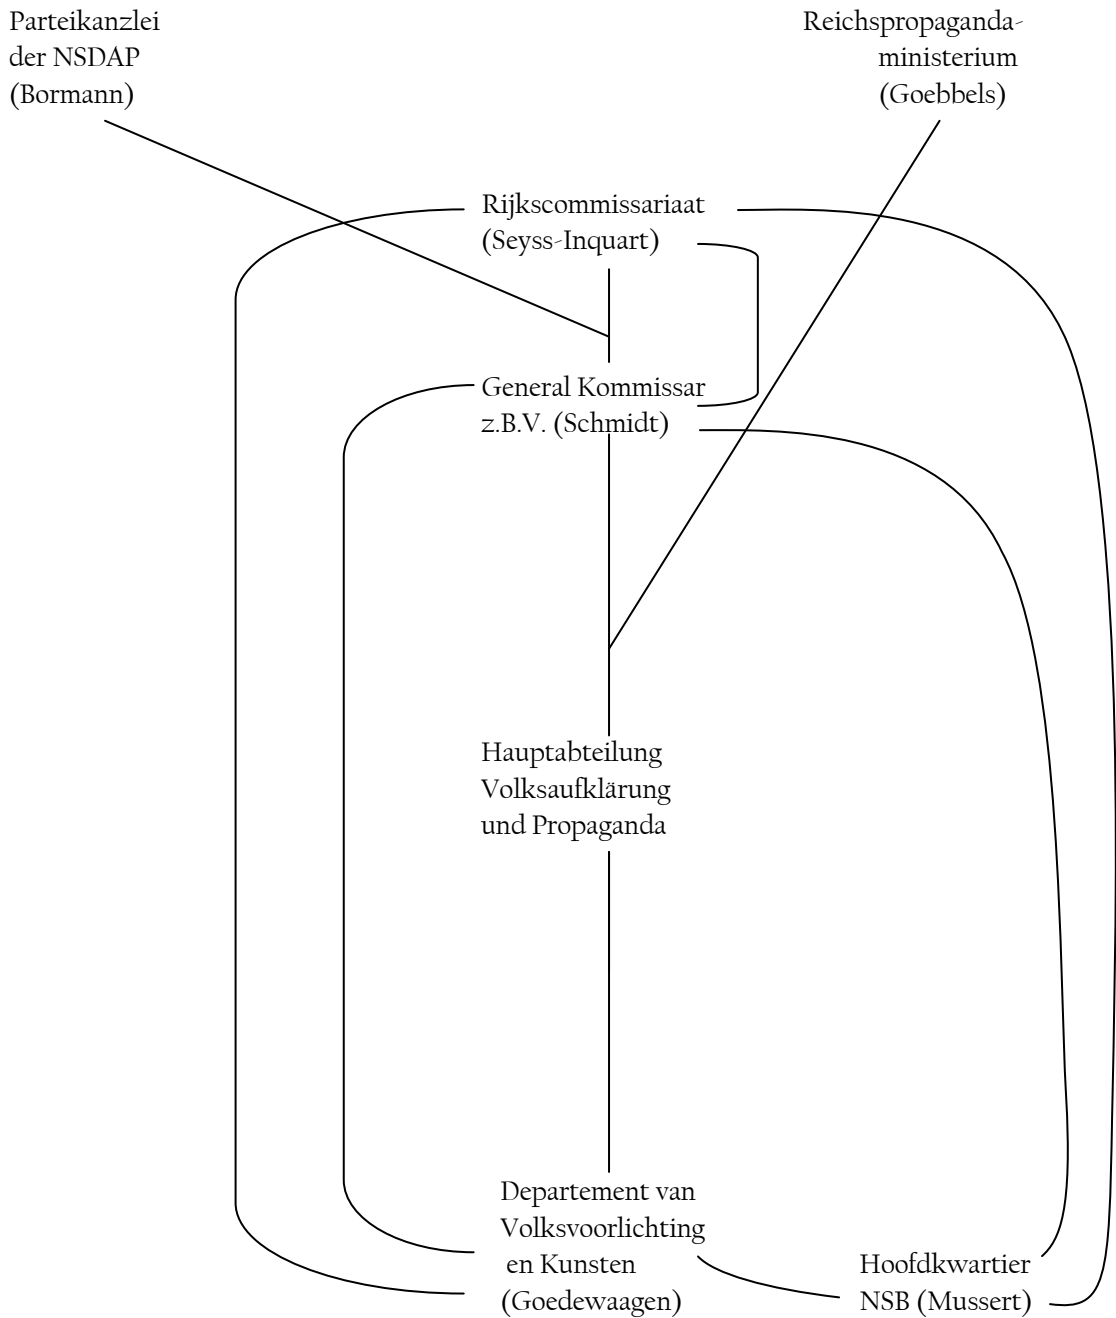 Parteikanzlei
der NSDAP
(Bormann)
Reichspropaganda-
ministerium
(Goebbels)
Rijkscommissariaat
(Seyss-Inquart)
General Kommissar
z.B.V. (Schmidt)
Hauptabteilung
Volksaufklärung
und Propaganda
Departement van
Volksvoorlichting
en Kunsten
(Goedewaagen)
Hoofdkwartier
NSB (Mussert)